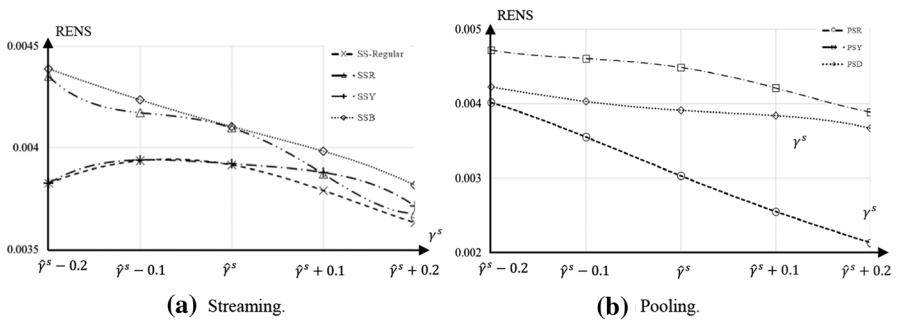 RENS
0.0045
0.004
0.0035
SS-Regular
SSR
SSY
SSB
γ^s
γ̂^s − 0.2
γ̂^s − 0.1
γ̂^s
γ̂^s + 0.1
γ̂^s + 0.2
(a) Streaming.
RENS
0.005
0.004
0.003
0.002
PSR
PSY
PSD
γ^s
γ^s
γ̂^s − 0.2
γ̂^s − 0.1
γ̂^s
γ̂^s + 0.1
γ̂^s + 0.2
(b) Pooling.